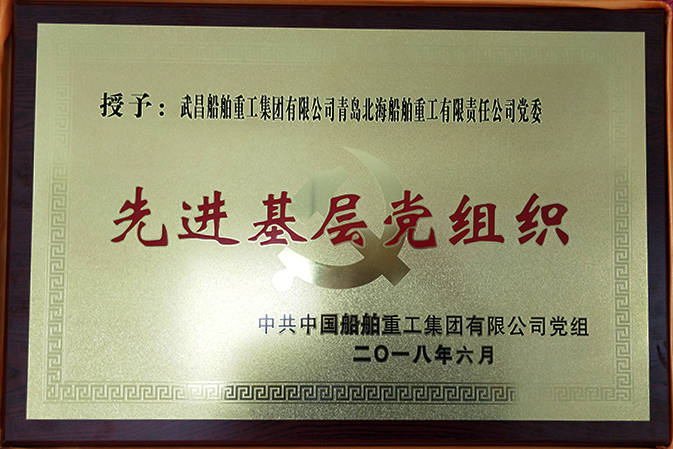 授予：武昌船舶重工集团有限公司青岛北海船舶重工有限责任公司党委
先进基层党组织
中共中国船舶重工集团有限公司党组
二〇一八年六月